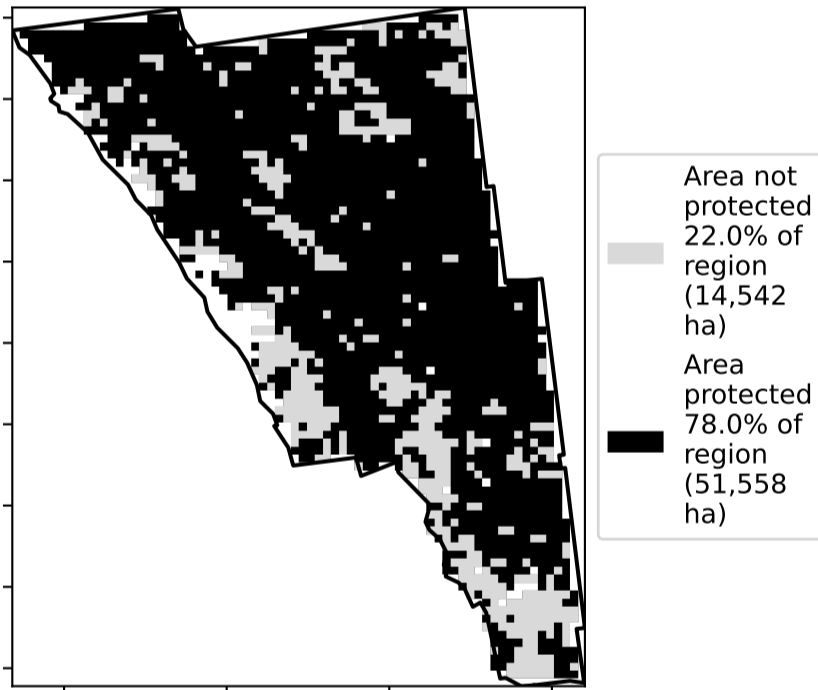 Area not
protected
22.0% of
region
(14,542
ha)
Area
protected
78.0% of
region
(51,558
ha)